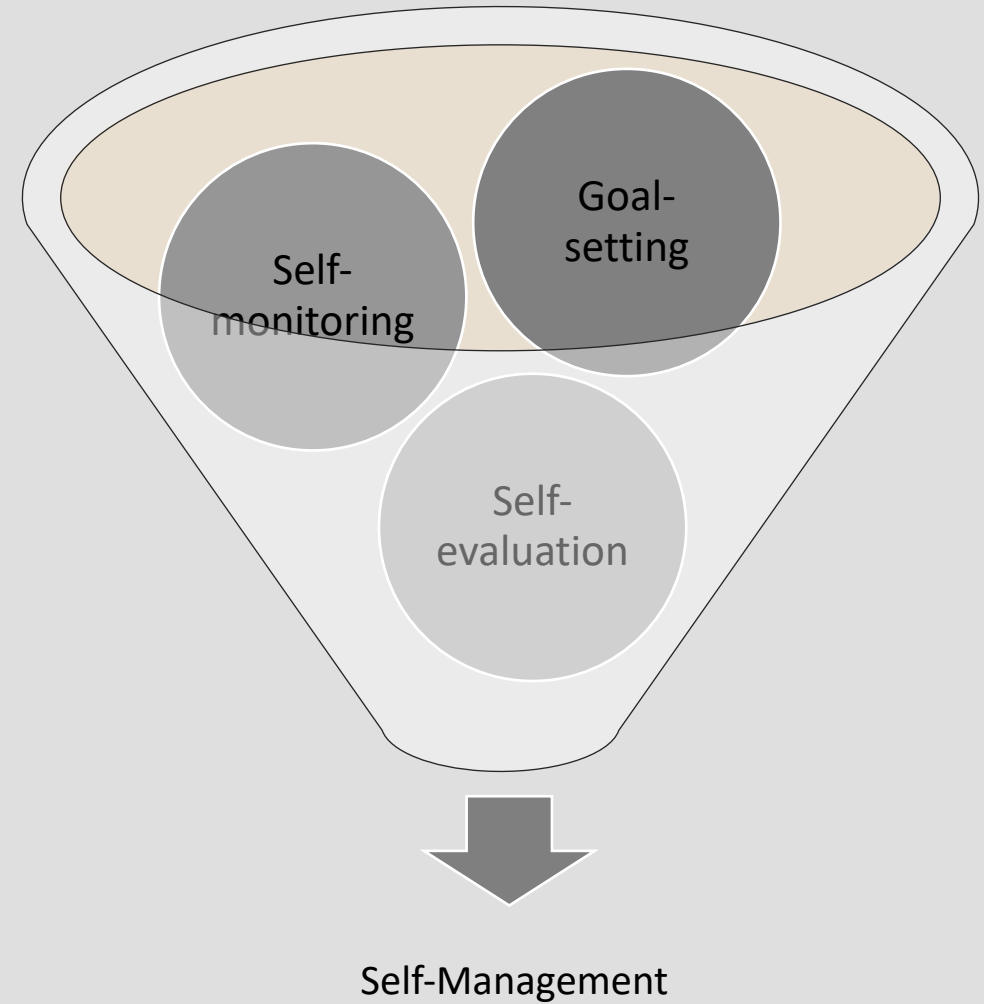 Goal-
setting
Self-
monitoring
Self-
evaluation
Self-Management